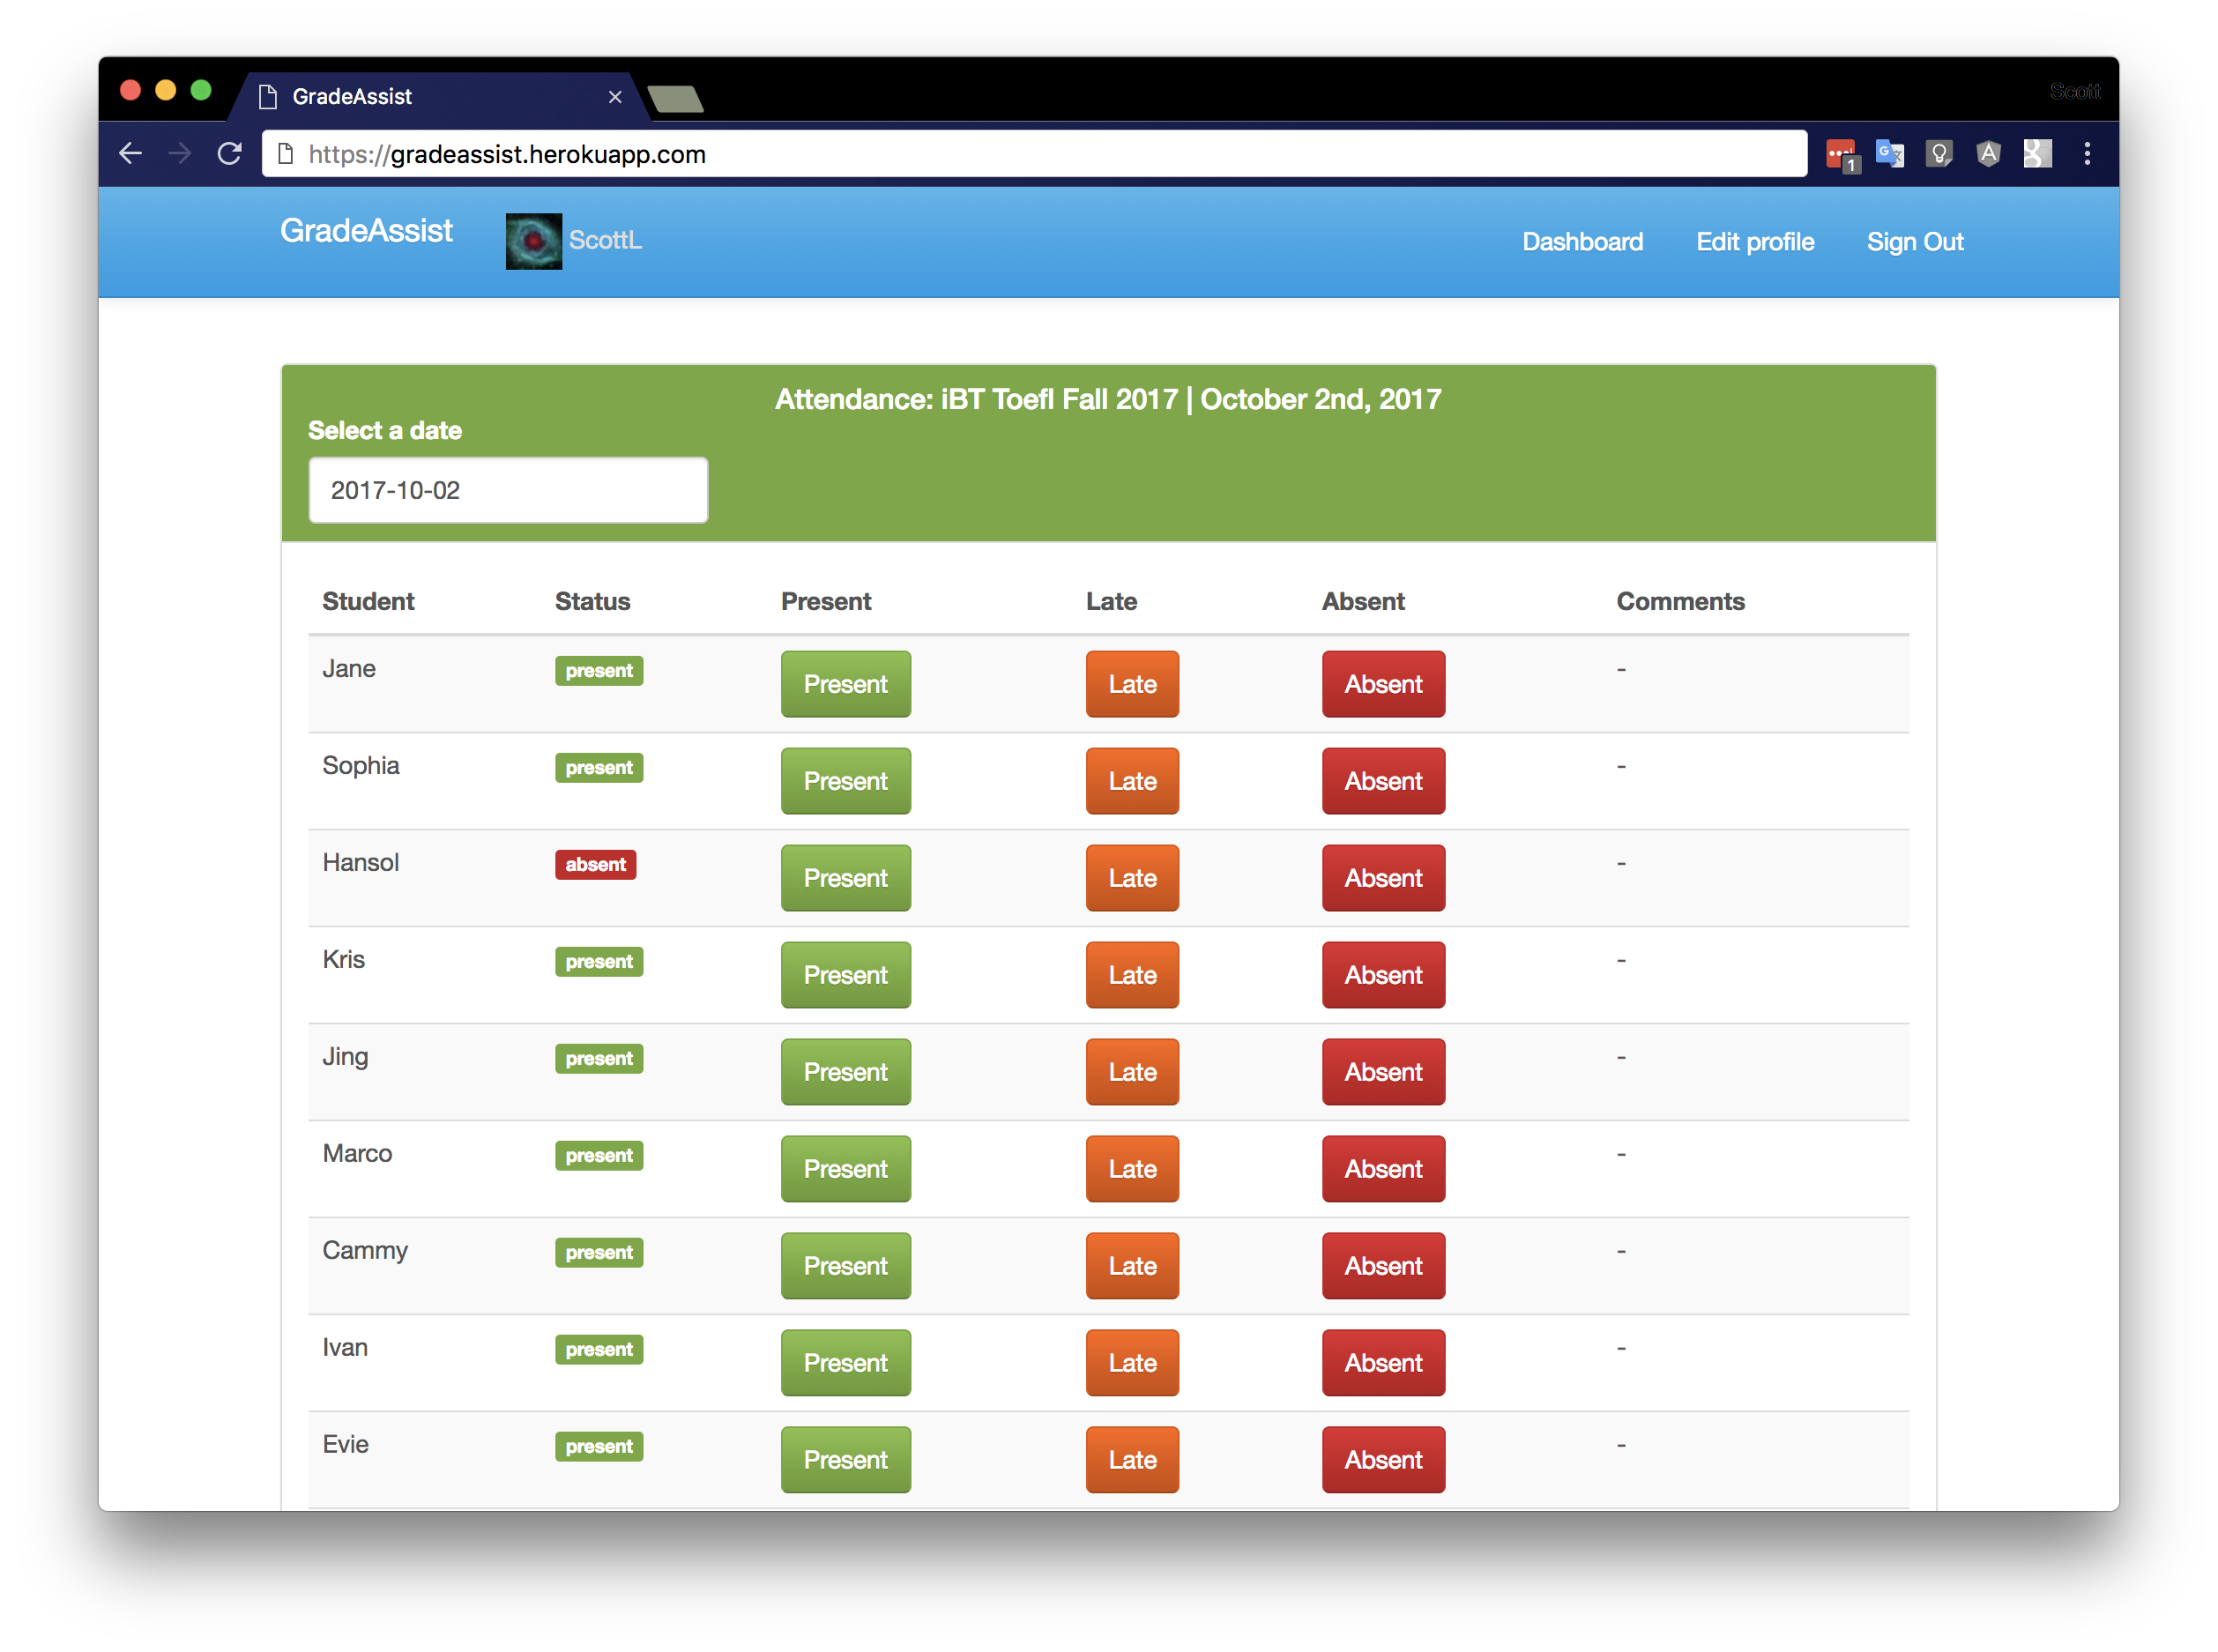 GradeAssist
Scott
https://gradeassist.herokuapp.com
1
GradeAssist ScottL Dashboard Edit profile Sign Out
Attendance: iBT Toefl Fall 2017 | October 2nd, 2017
Select a date
2017-10-02
Student Status Present Late Absent Comments
Jane present Present Late Absent -
Sophia present Present Late Absent -
Hansol absent Present Late Absent -
Kris present Present Late Absent -
Jing present Present Late Absent -
Marco present Present Late Absent -
Cammy present Present Late Absent -
Ivan present Present Late Absent -
Evie present Present Late Absent -